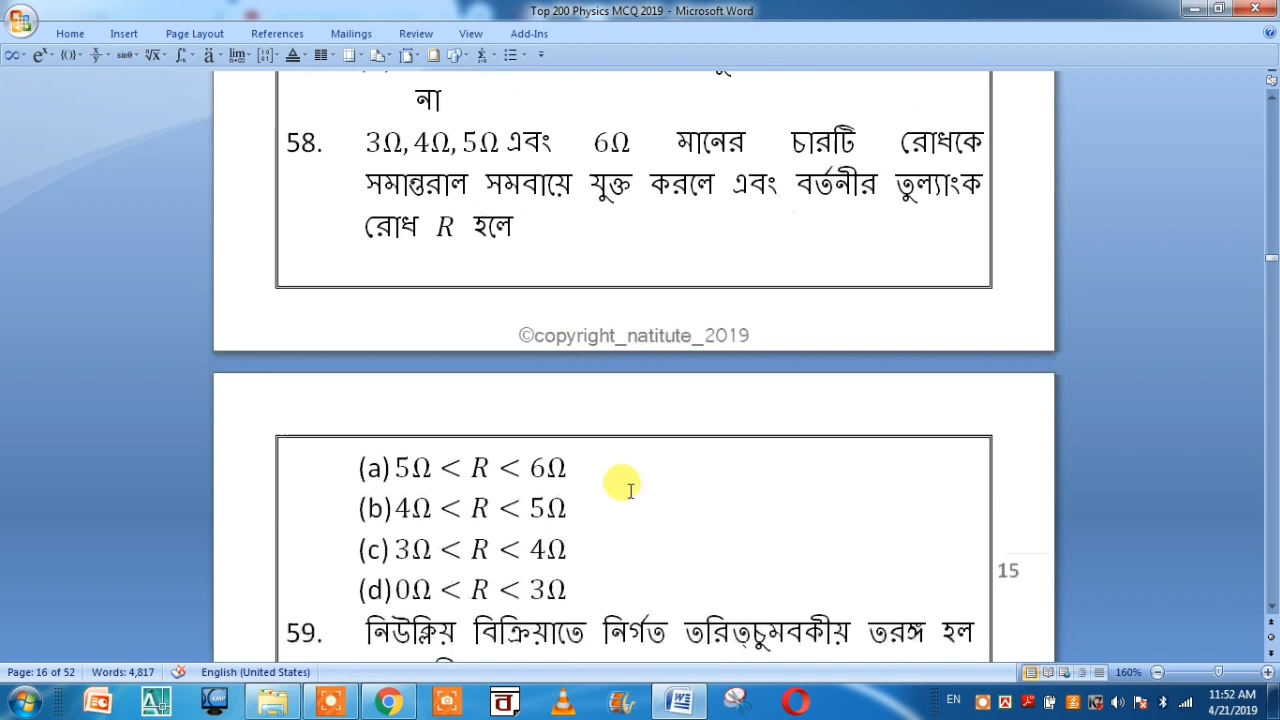 Top 200 Physics MCQ 2019 - Microsoft Word
Home Insert Page Layout References Mailings Review View Add-Ins
না
58. 3Ω, 4Ω, 5Ω এবং 6Ω মানের চারটি রোধকে
সমান্তরাল সমবায়ে যুক্ত করলে এবং বর্তনীর তুল্যাংক
রোধ R হলে
©copyright_natitute_2019
(a) 5Ω < R < 6Ω
(b) 4Ω < R < 5Ω
(c) 3Ω < R < 4Ω
(d) 0Ω < R < 3Ω
15
59. নিউক্লিয় বিক্রিয়াতে নির্গত তরিত্চুমবকীয় তরঙ্গ হল
Page: 16 of 52 Words: 4,817 English (United States) 160%
EN 11:52 AM
4/21/2019